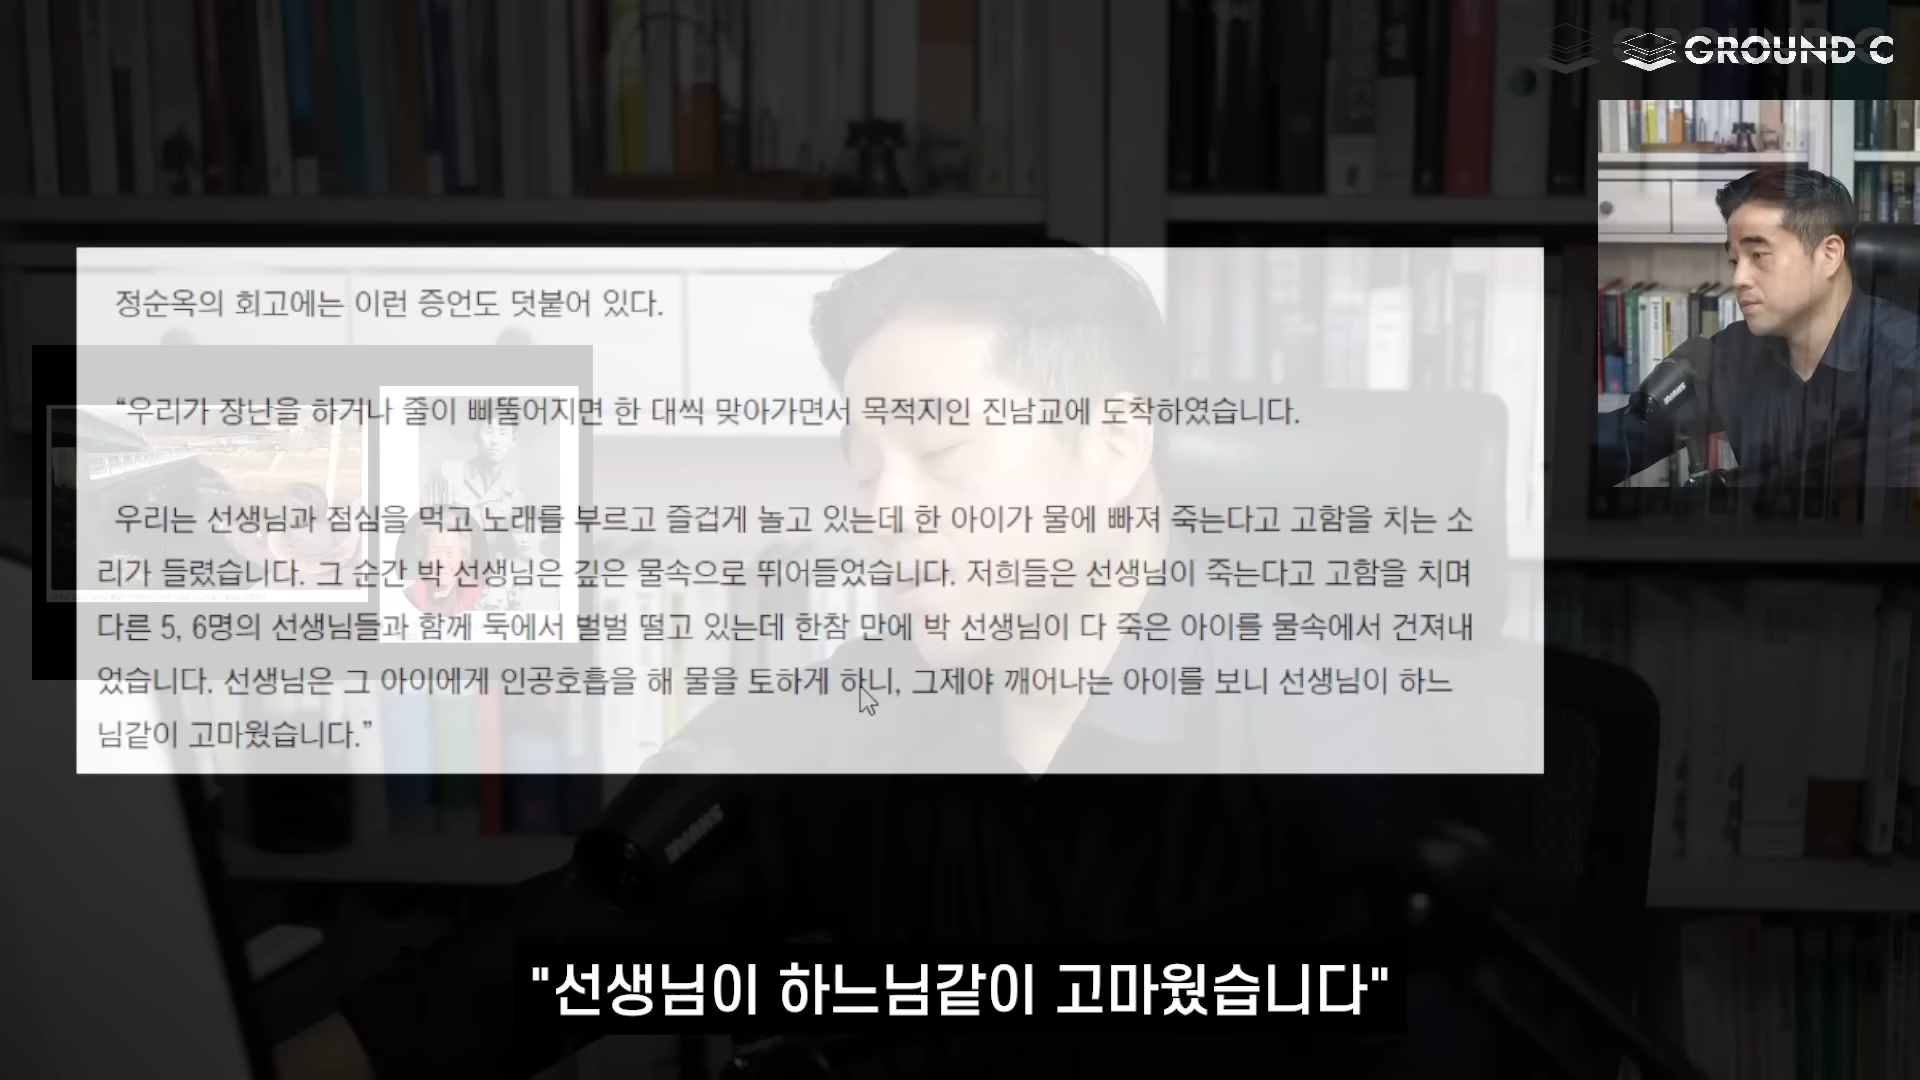 GROUND C
정순옥의 회고에는 이런 증언도 덧붙어 있다.
“우리가 장난을 하거나 줄이 삐뚤어지면 한 대씩 맞아가면서 목적지인 진남교에 도착하였습니다.
우리는 선생님과 점심을 먹고 노래를 부르고 즐겁게 놀고 있는데 한 아이가 물에 빠져 죽는다고 고함을 치는 소
리가 들렸습니다. 그 순간 박 선생님은 깊은 물속으로 뛰어들었습니다. 저희들은 선생님이 죽는다고 고함을 치며
다른 5, 6명의 선생님들과 함께 둑에서 벌벌 떨고 있는데 한참 만에 박 선생님이 다 죽은 아이를 물속에서 건져내
었습니다. 선생님은 그 아이에게 인공호흡을 해 물을 토하게 하니, 그제야 깨어나는 아이를 보니 선생님이 하느
님같이 고마웠습니다.”
"선생님이 하느님같이 고마웠습니다"